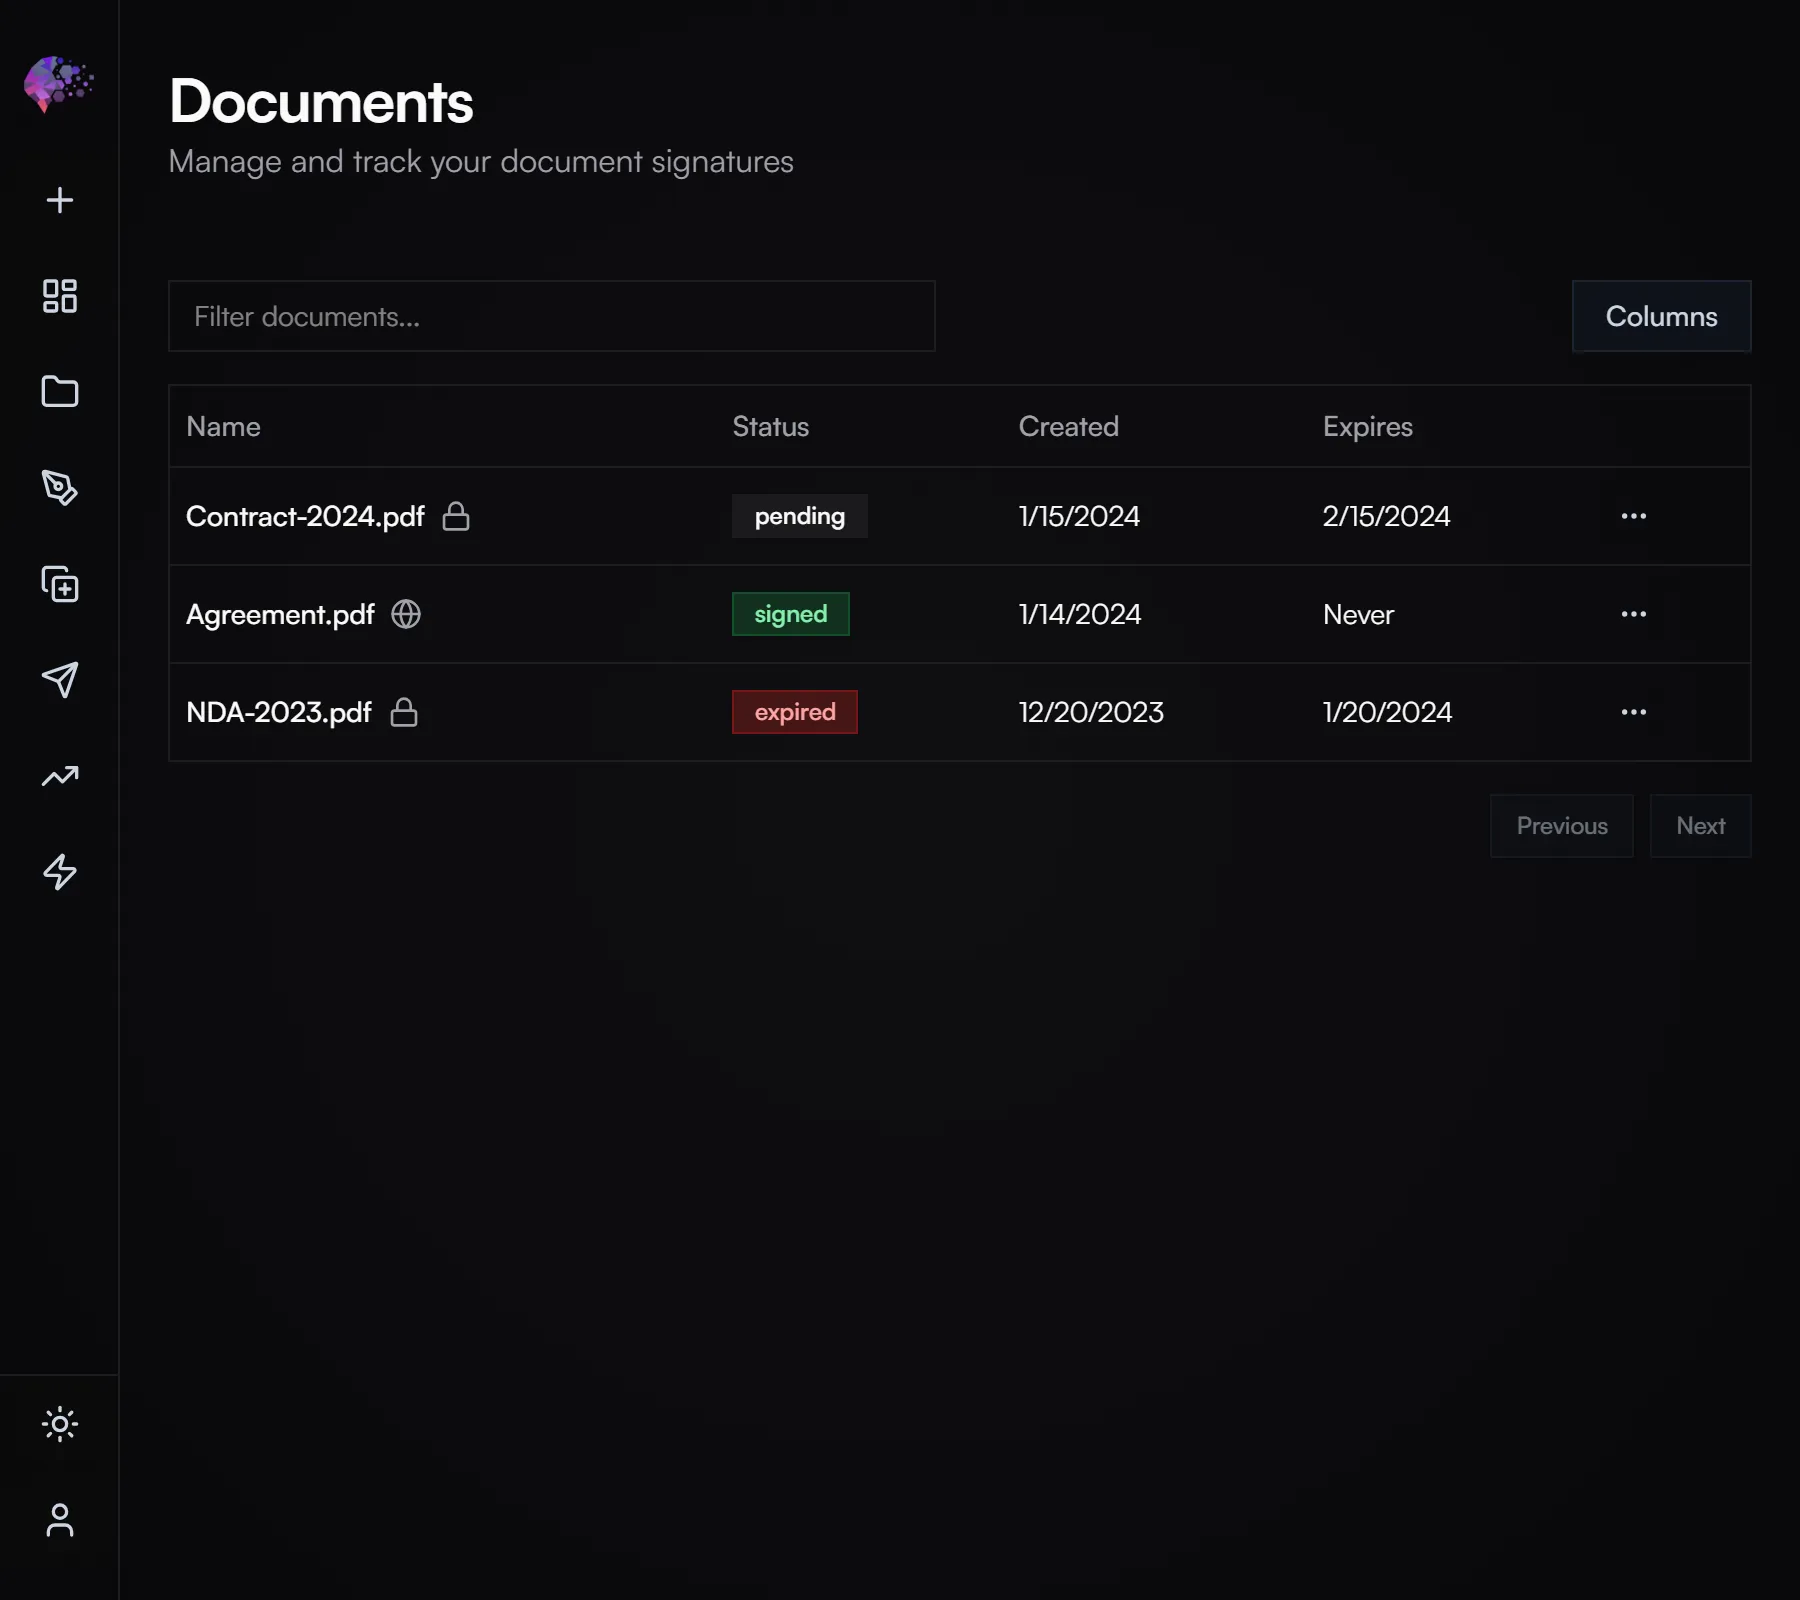 Documents
Manage and track your document signatures
Filter documents...
Columns
Name Status Created Expires
Contract-2024.pdf pending 1/15/2024 2/15/2024
Agreement.pdf signed 1/14/2024 Never
NDA-2023.pdf expired 12/20/2023 1/20/2024
Previous Next